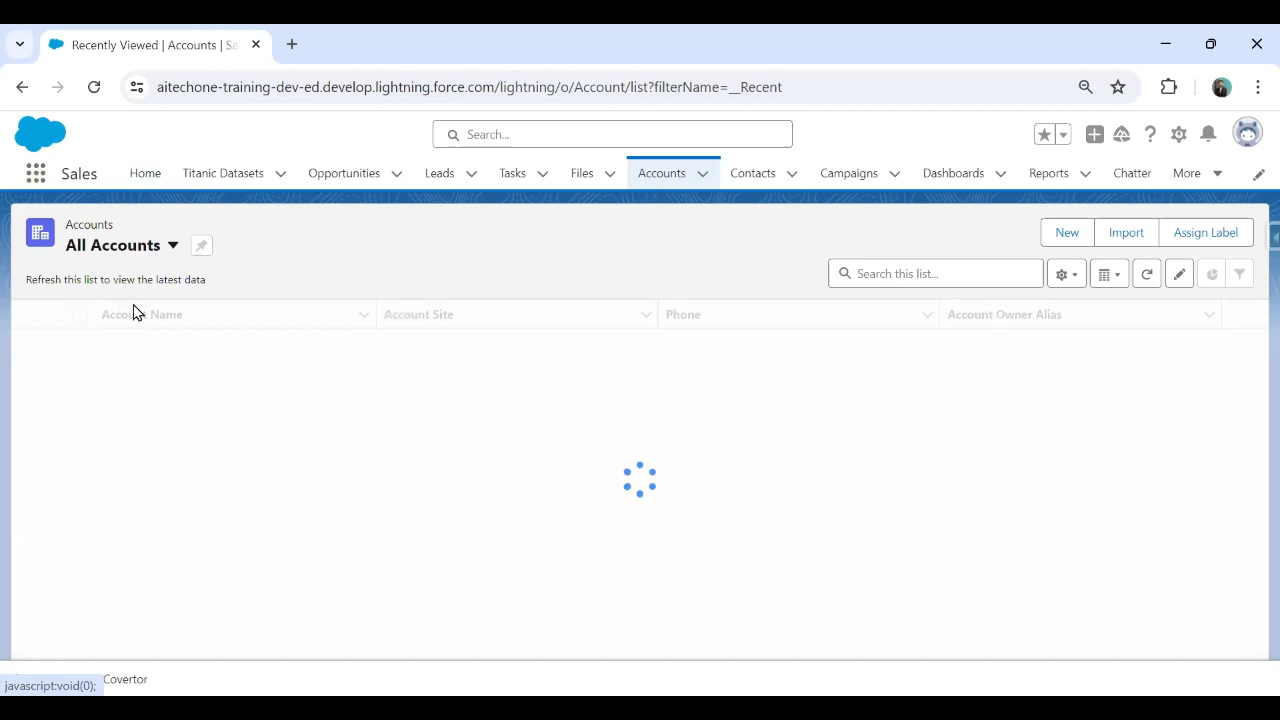 Recently Viewed | Accounts | Sa
aitechone-training-dev-ed.develop.lightning.force.com/lightning/o/Account/list?filterName=__Recent
Search...
Sales
Home
Titanic Datasets
Opportunities
Leads
Tasks
Files
Accounts
Contacts
Campaigns
Dashboards
Reports
Chatter
More
Accounts
All Accounts
New
Import
Assign Label
Refresh this list to view the latest data
Search this list...
Account Name
Account Site
Phone
Account Owner Alias
Covertor
javascript:void(0);